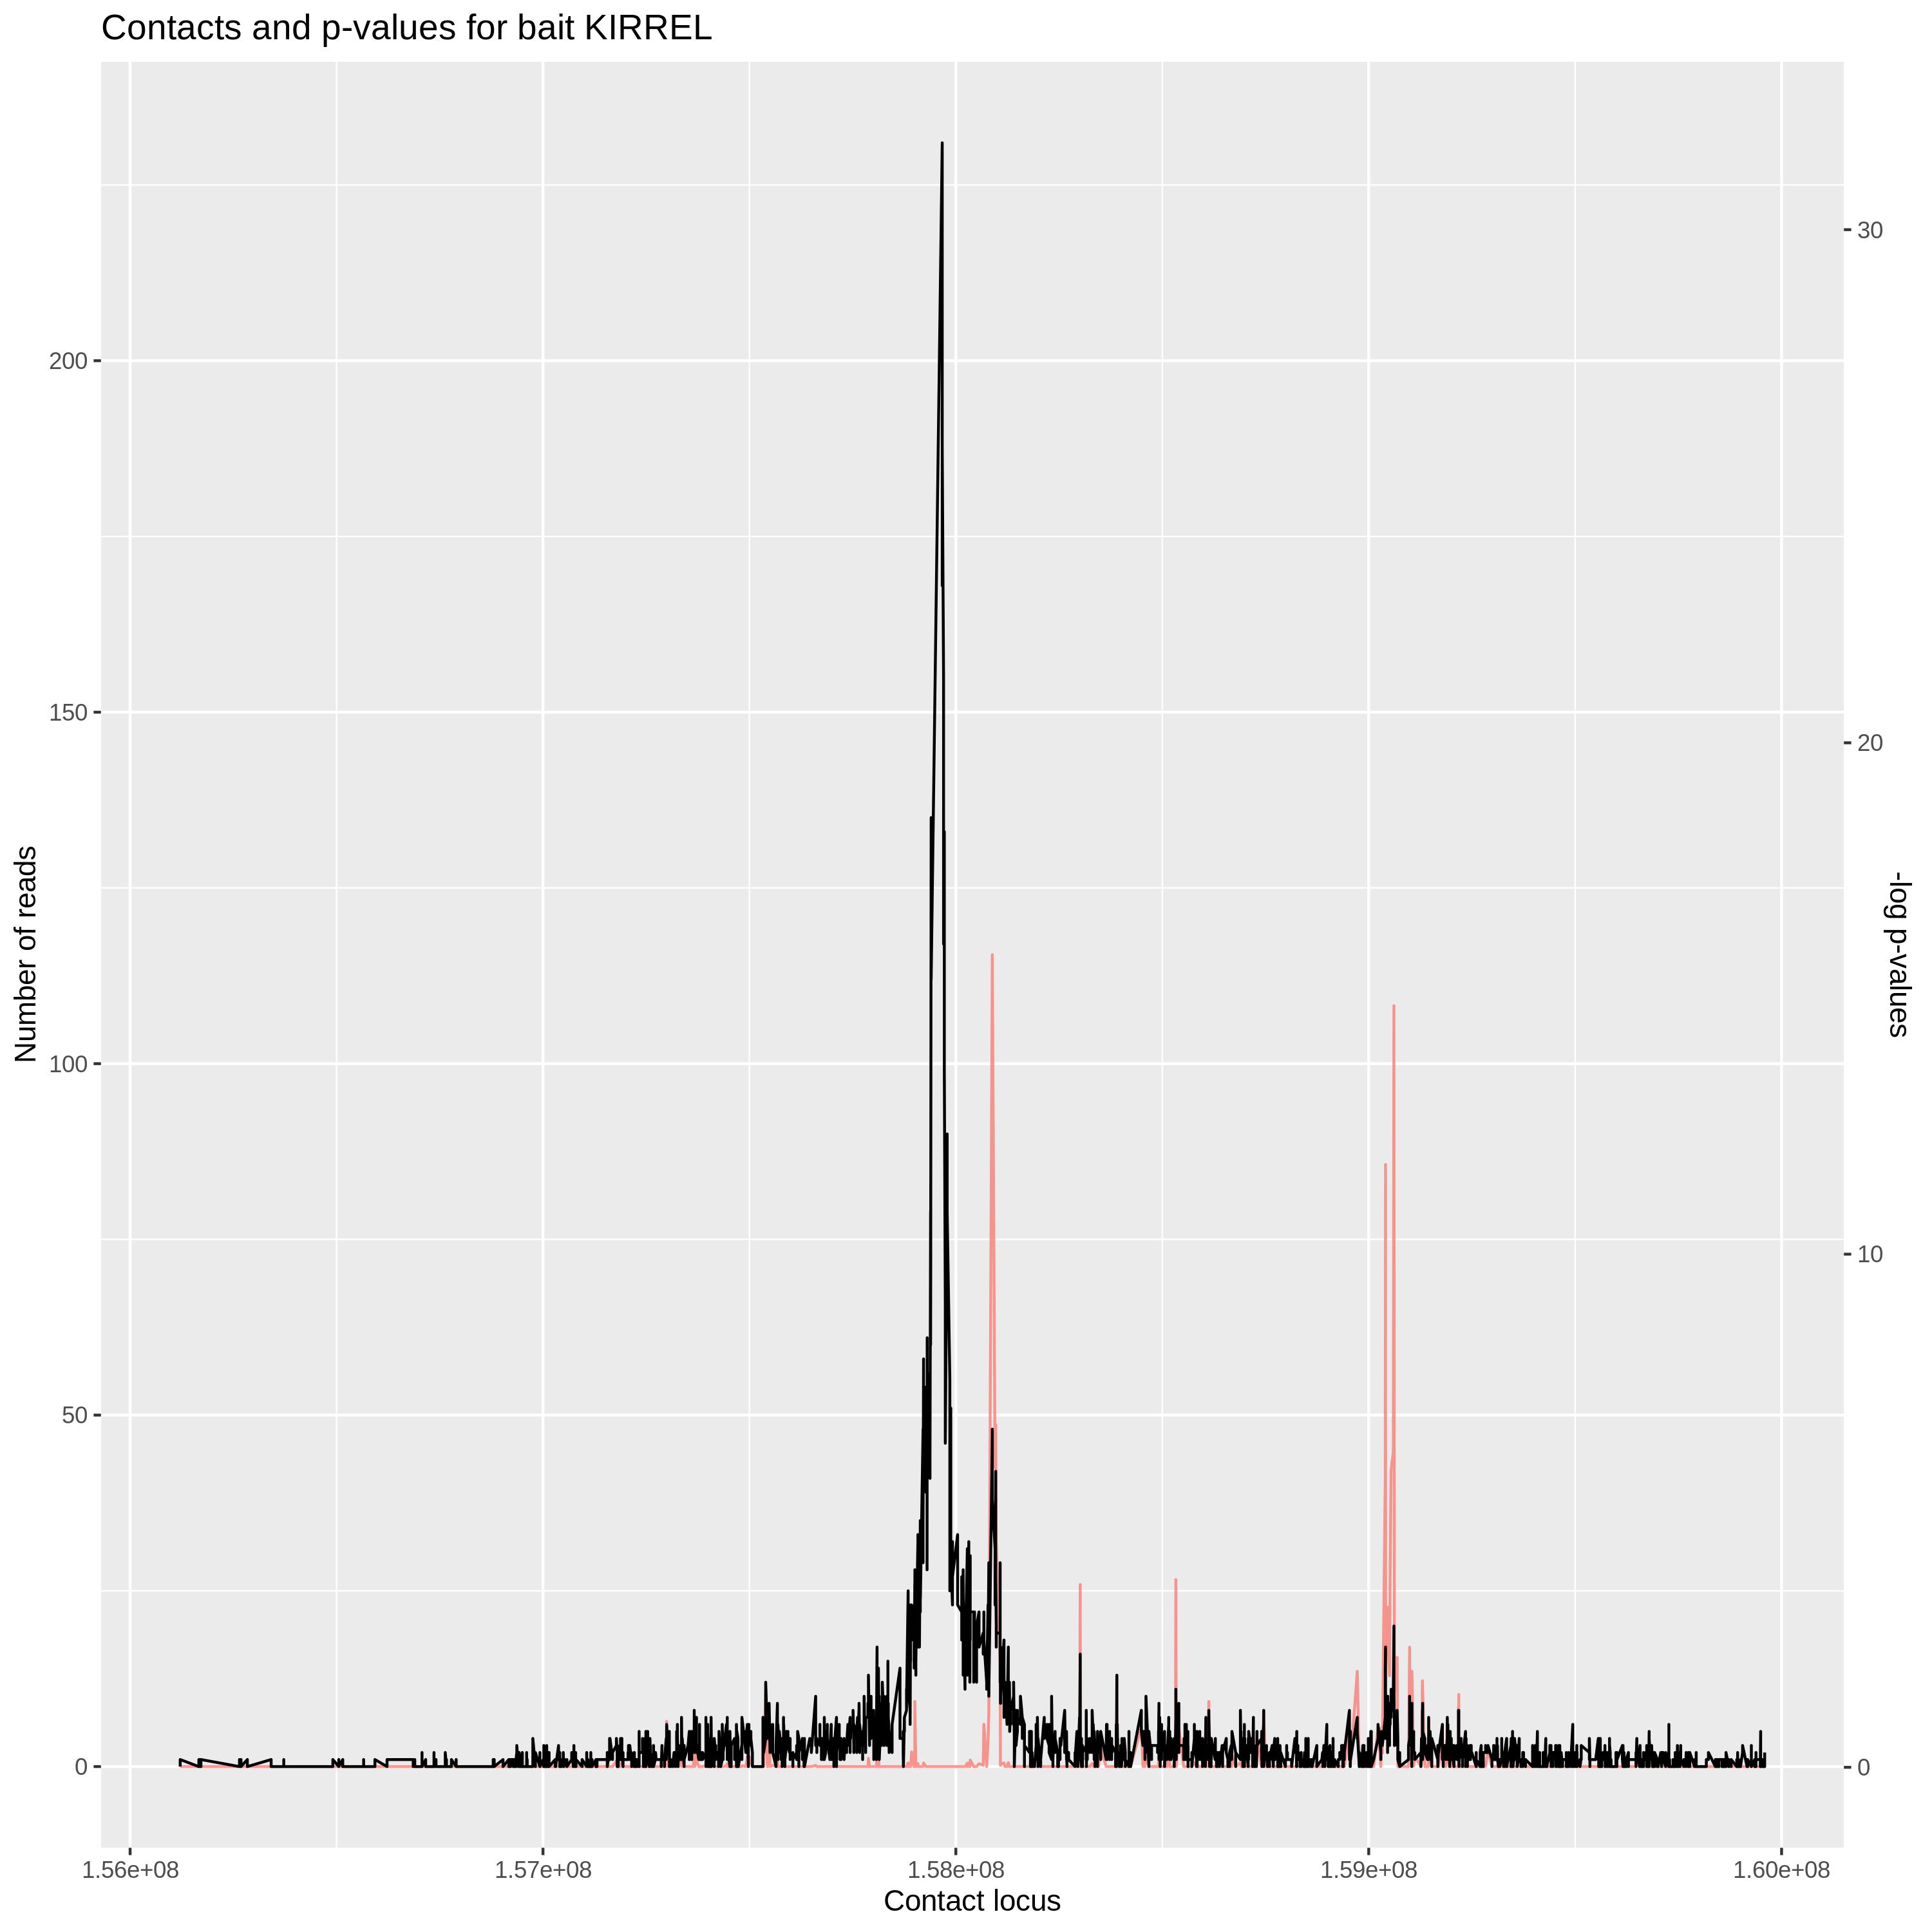 Contacts and p-values for bait KIRREL
Number of reads
200
150
100
50
0
30
20
10
0
-log p-values
1.56e+08
1.57e+08
1.58e+08
1.59e+08
1.60e+08
Contact locus